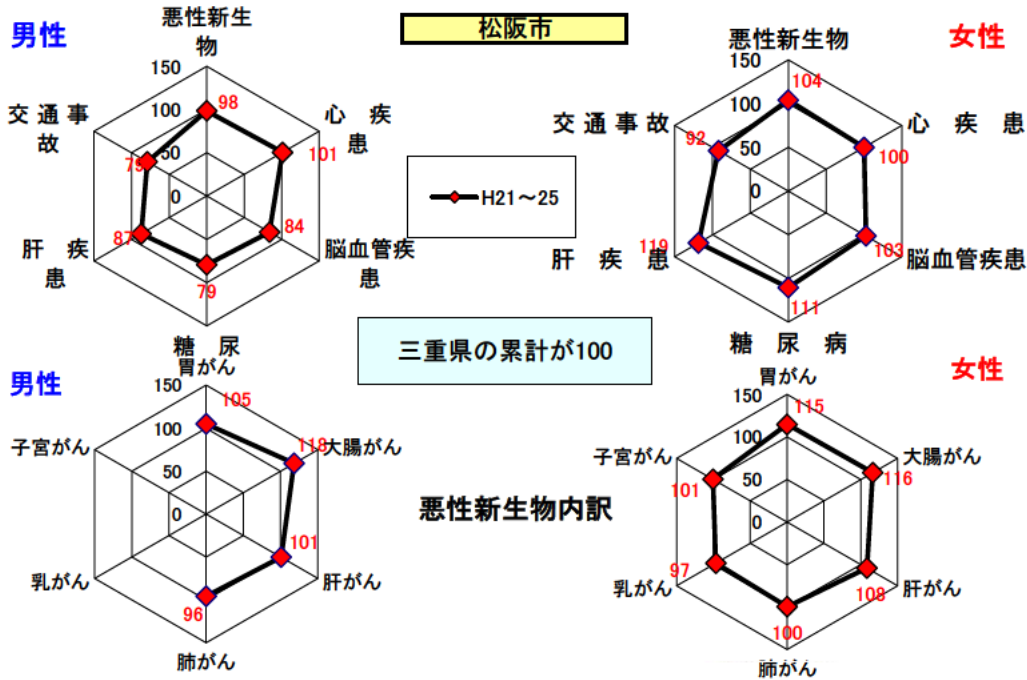 松阪市
男性
悪性新生
物
150
100
50
0
98
心 疾
患
101
84
脳血管疾
患
79
糖 尿
87
肝 疾
患
交 通 事
故
H21～25
女性
悪性新生物
150
100
50
0
104
心 疾 患
100
103
脳血管疾患
111
糖 尿 病
119
肝 疾 患
92
交 通 事 故
三重県の累計が100
男性
胃がん
150
100
50
0
105
118
大腸がん
101
肝がん
96
肺がん
乳がん
子宮がん
悪性新生物内訳
女性
胃がん
150
100
50
0
115
大腸がん
116
108
肝がん
100
肺がん
97
乳がん
101
子宮がん